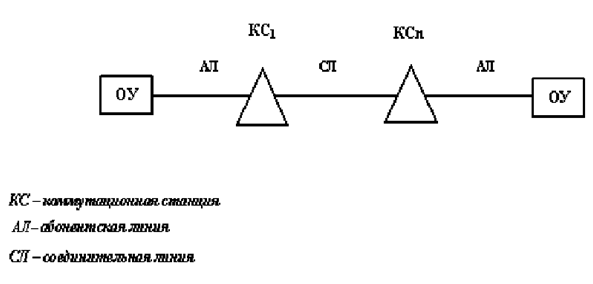 КС1 КСn
АЛ СЛ АЛ
ОУ ОУ
КС – коммутационная станция
АЛ – абонентская линия
СЛ – соединительная линия